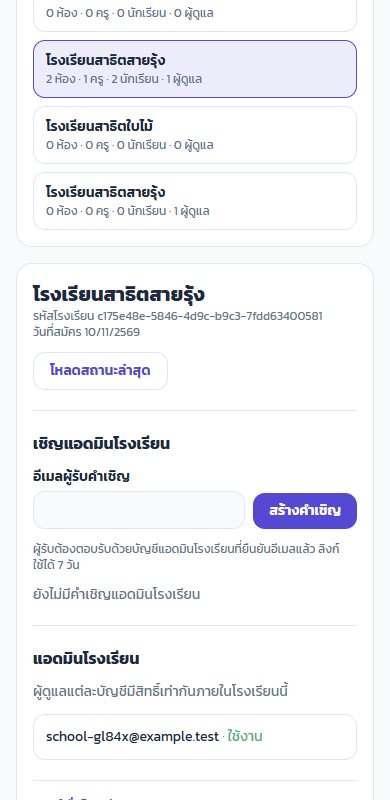 0 ห้อง · 0 ครู · 0 นักเรียน · 0 ผู้ดูแล
โรงเรียนสาธิตสายรุ้ง
2 ห้อง · 1 ครู · 2 นักเรียน · 1 ผู้ดูแล
โรงเรียนสาธิตใบไม้
0 ห้อง · 0 ครู · 0 นักเรียน · 0 ผู้ดูแล
โรงเรียนสาธิตสายรุ้ง
0 ห้อง · 0 ครู · 0 นักเรียน · 1 ผู้ดูแล
โรงเรียนสาธิตสายรุ้ง
รหัสโรงเรียน c175e48e-5846-4d9c-b9c3-7fdd63400581
วันที่สมัคร 10/11/2569
โหลดสถานะล่าสุด
เชิญแอดมินโรงเรียน
อีเมลผู้รับคำเชิญ
สร้างคำเชิญ
ผู้รับต้องตอบรับด้วยบัญชีแอดมินโรงเรียนที่ยืนยันอีเมลแล้ว ลิงก์
ใช้ได้ 7 วัน
ยังไม่มีคำเชิญแอดมินโรงเรียน
แอดมินโรงเรียน
ผู้ดูแลแต่ละบัญชีมีสิทธิ์เท่ากันภายในโรงเรียนนี้
school-gl84x@example.test · ใช้งาน